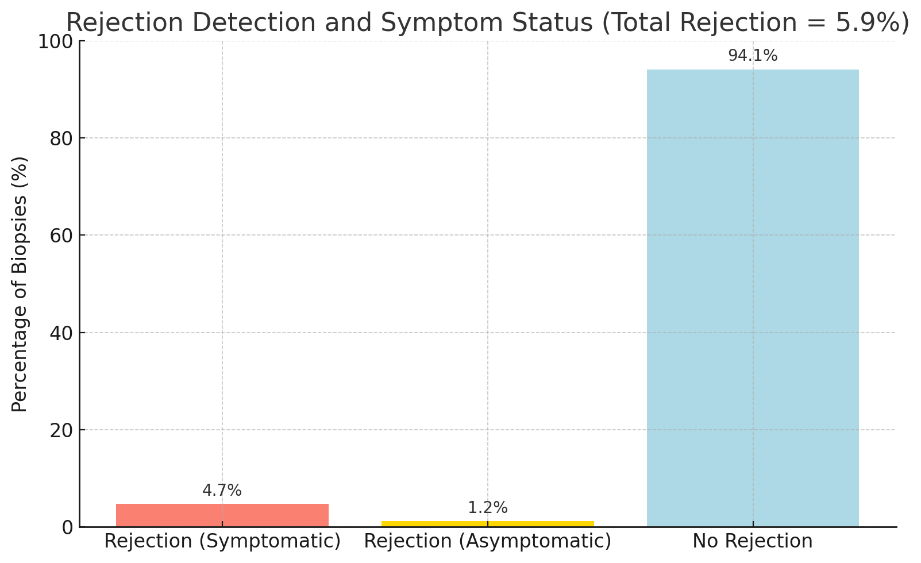 Rejection Detection and Symptom Status (Total Rejection = 5.9%)
Percentage of Biopsies (%)
100
80
60
40
20
0
4.7%
1.2%
94.1%
Rejection (Symptomatic)
Rejection (Asymptomatic)
No Rejection